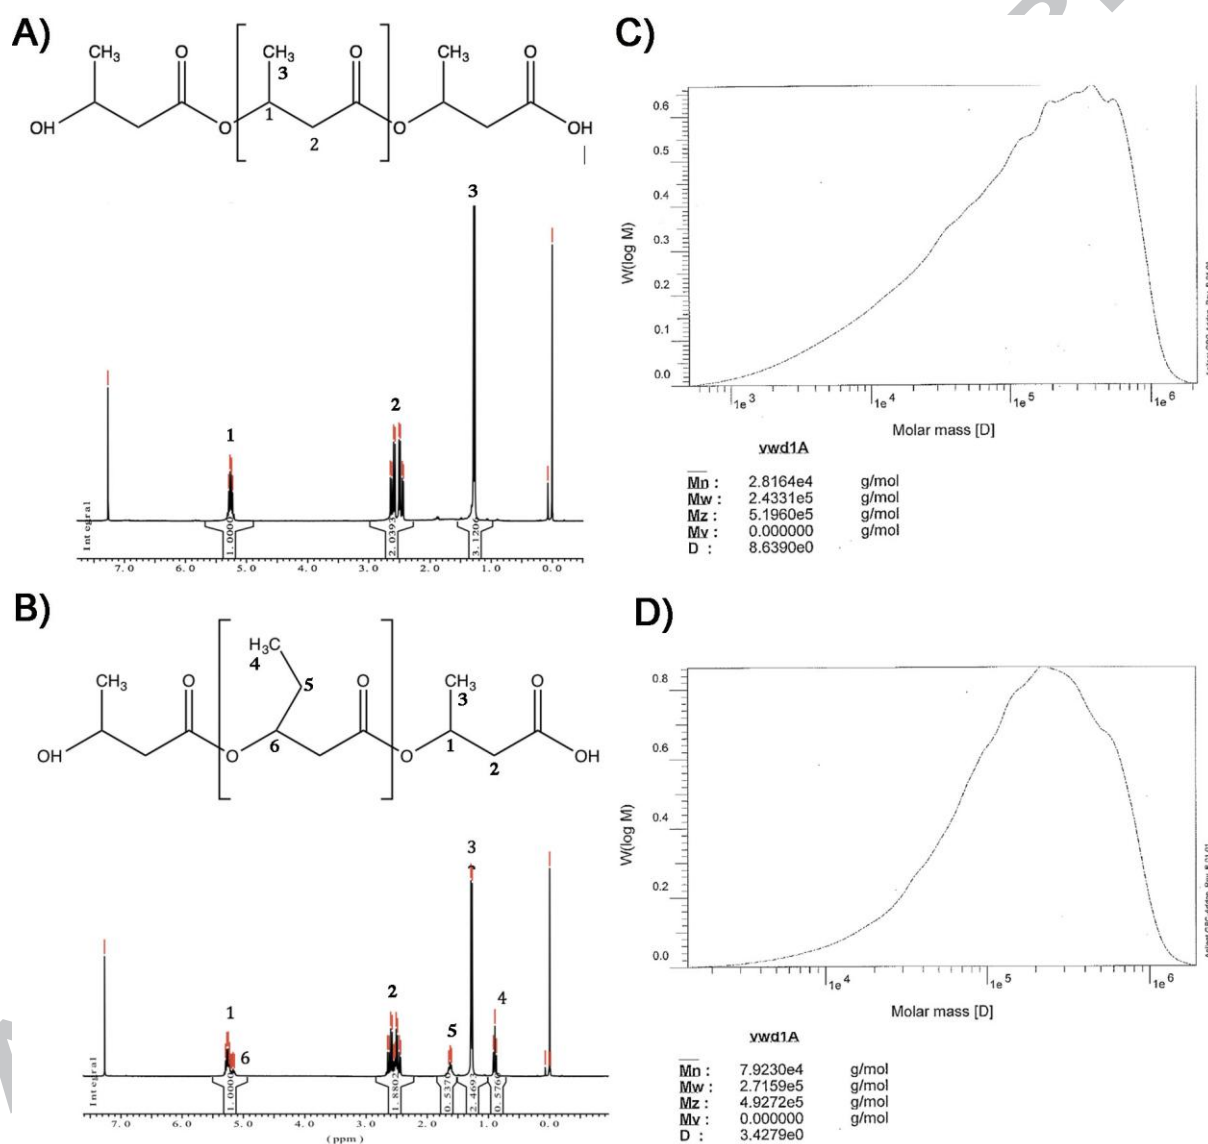 A)
CH₃ O CH₃ O CH₃ O
3
OH O 1 O OH
2
3
2
1
Integral
1.0000 2.0393 3.1206
7.0 6.0 5.0 4.0 3.0 2.0 1.0 0.0
B)
H₃C
4
CH₃ O 5 O CH₃ O
3
OH O 6 O 1 OH
2
3
4
2
1
5
6
Integral
1.0000 1.8802 0.5370 2.4693 0.5766
7.0 6.0 5.0 4.0 3.0 2.0 1.0 0.0
(ppm)
C)
W(log M)
0.6
0.5
0.4
0.3
0.2
0.1
0.0
1e3 1e4 1e5 1e6
Molar mass [D]
vwd1A
Mn : 2.8164e4 g/mol
Mw : 2.4331e5 g/mol
Mz : 5.1960e5 g/mol
Mv : 0.000000 g/mol
D : 8.6390e0
D)
W(log M)
0.8
0.6
0.4
0.2
0.0
1e4 1e5 1e6
Molar mass [D]
vwd1A
Mn : 7.9230e4 g/mol
Mw : 2.7159e5 g/mol
Mz : 4.9272e5 g/mol
Mv : 0.000000 g/mol
D : 3.4279e0